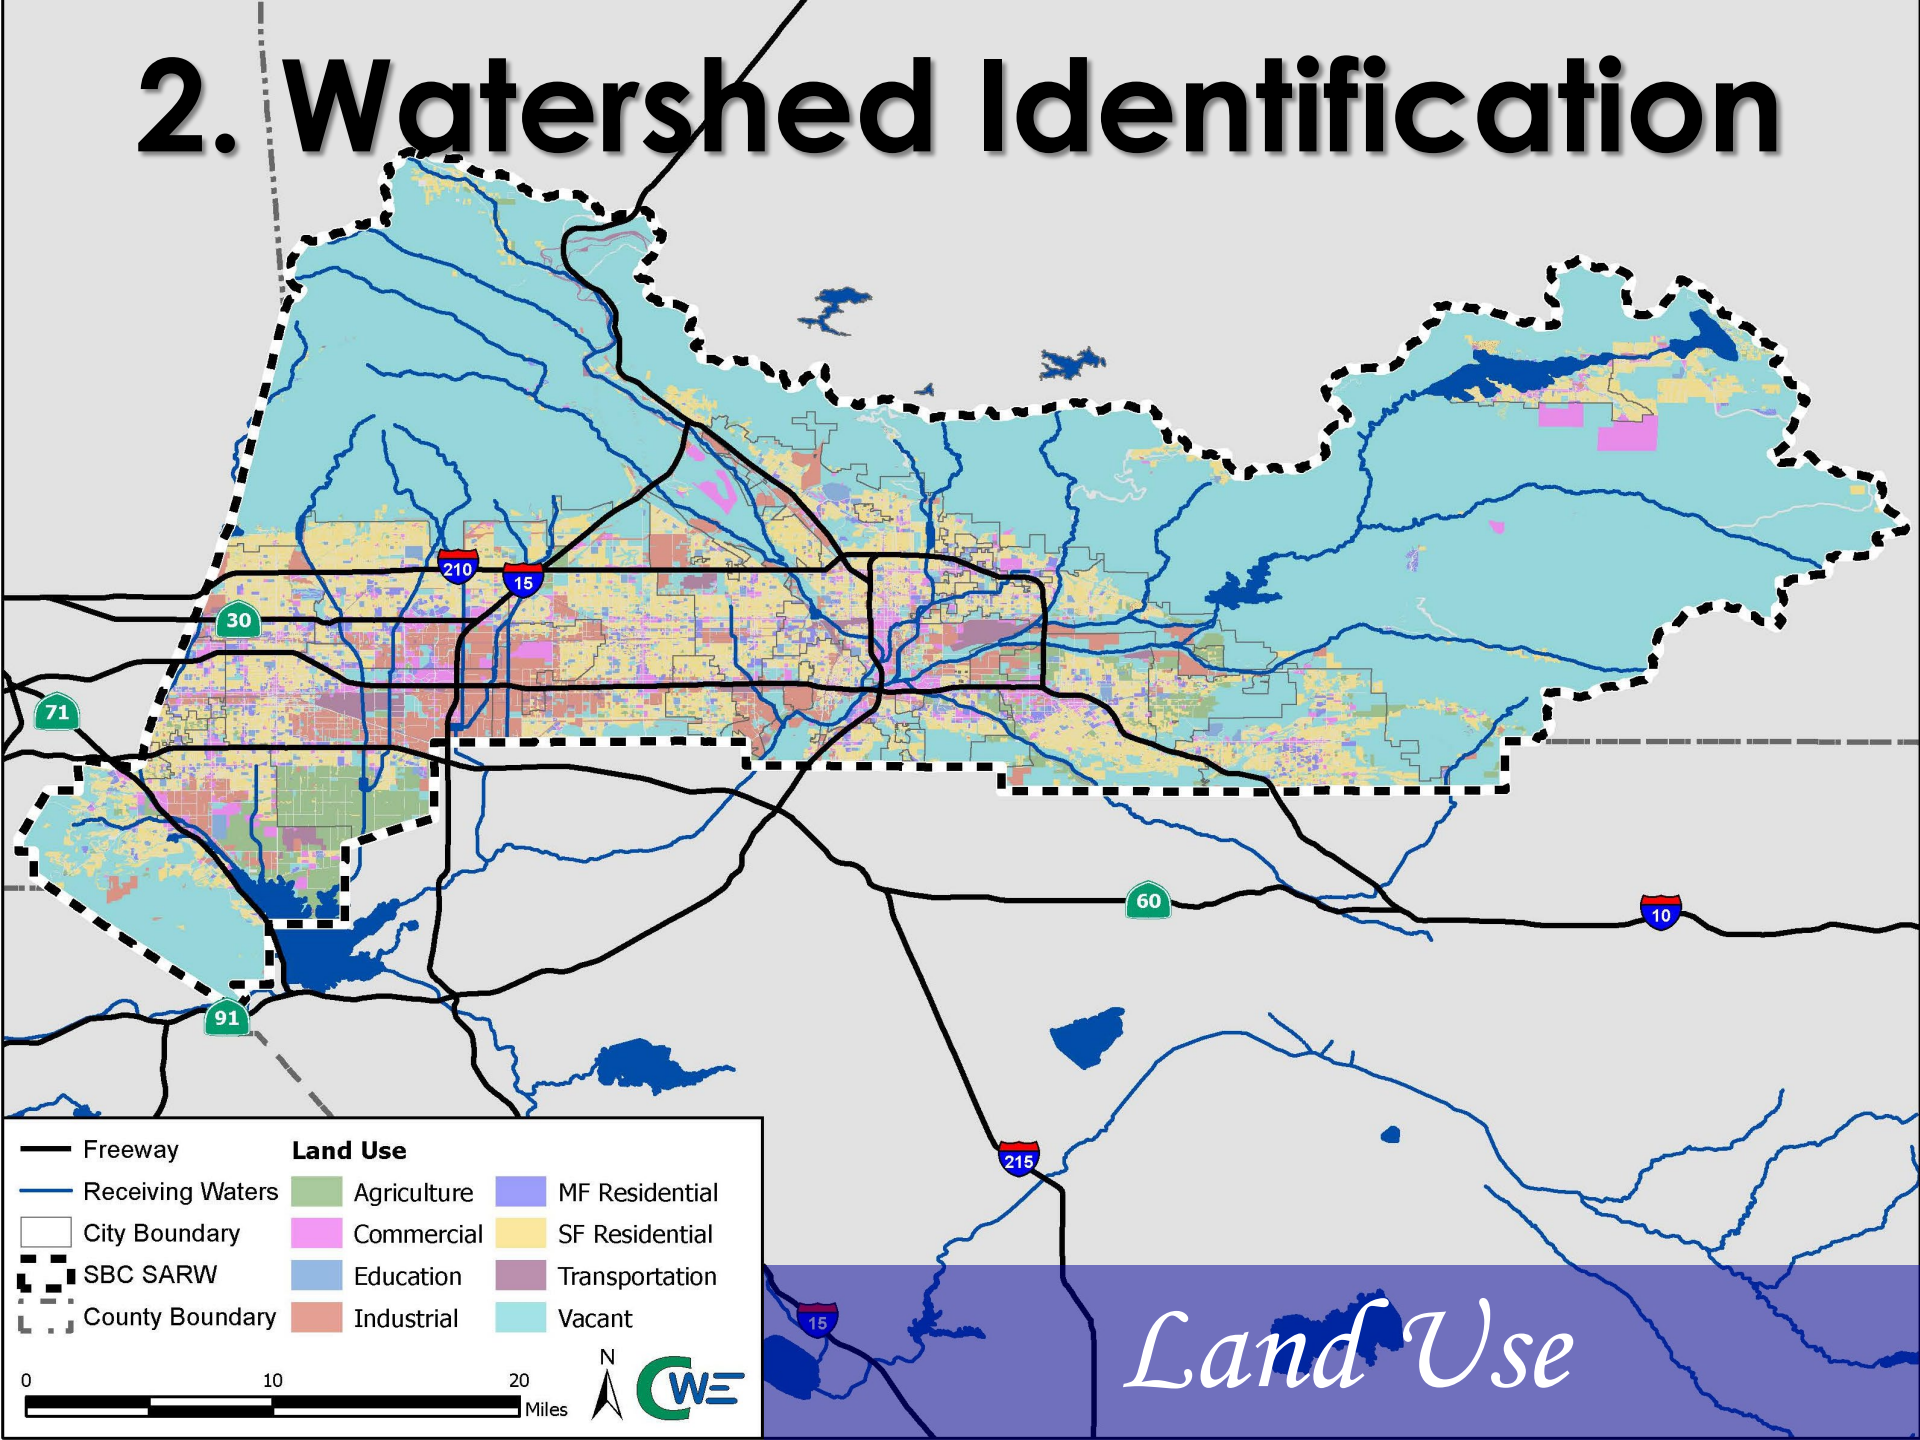 2. Watershed Identification
210
15
30
71
60
10
91
215
15
Freeway
Receiving Waters
City Boundary
SBC SARW
County Boundary
Land Use
Agriculture
Commercial
Education
Industrial
MF Residential
SF Residential
Transportation
Vacant
0 10 20
Miles
N
CWE
Land Use